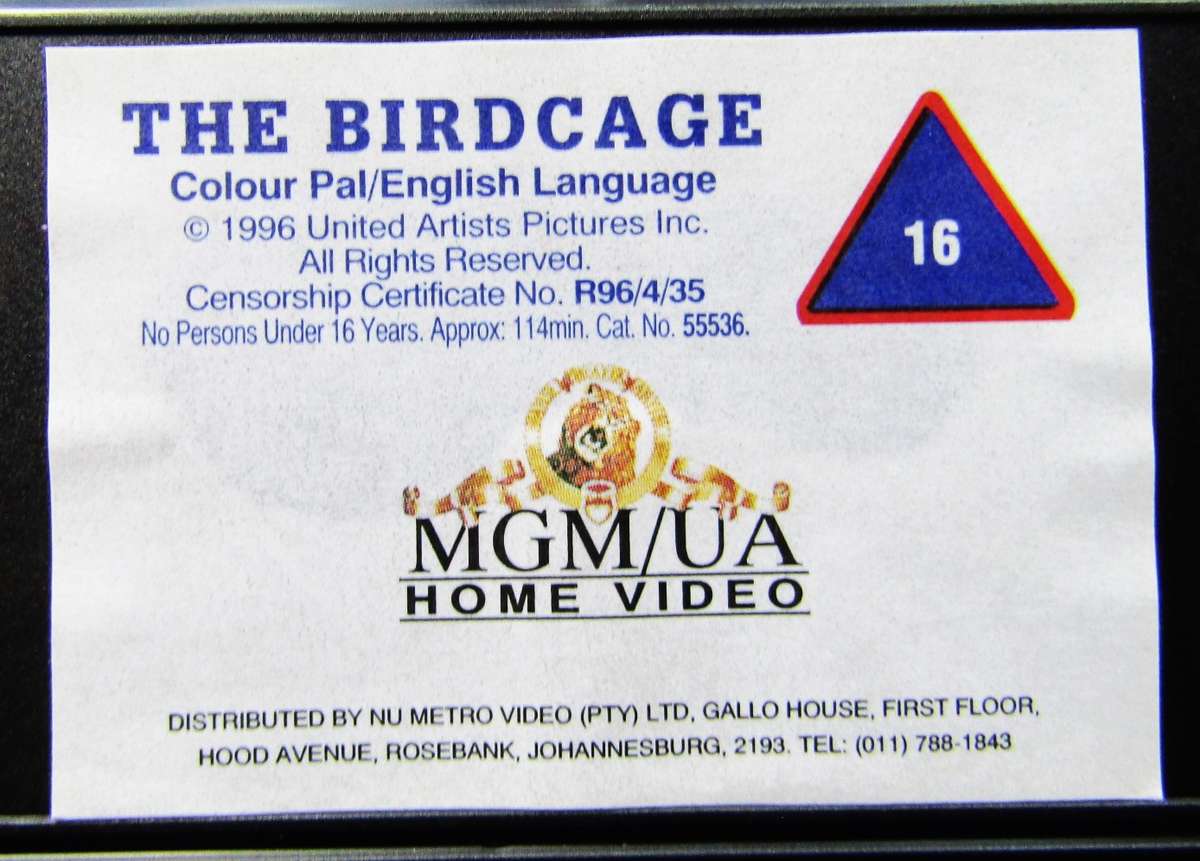 THE BIRDCAGE
Colour Pal/English Language
© 1996 United Artists Pictures Inc.
All Rights Reserved.
Censorship Certificate No. R96/4/35
No Persons Under 16 Years. Approx: 114min. Cat. No. 55536.
16
MGM/UA
HOME VIDEO
DISTRIBUTED BY NU METRO VIDEO (PTY) LTD, GALLO HOUSE, FIRST FLOOR,
HOOD AVENUE, ROSEBANK, JOHANNESBURG, 2193. TEL: (011) 788-1843